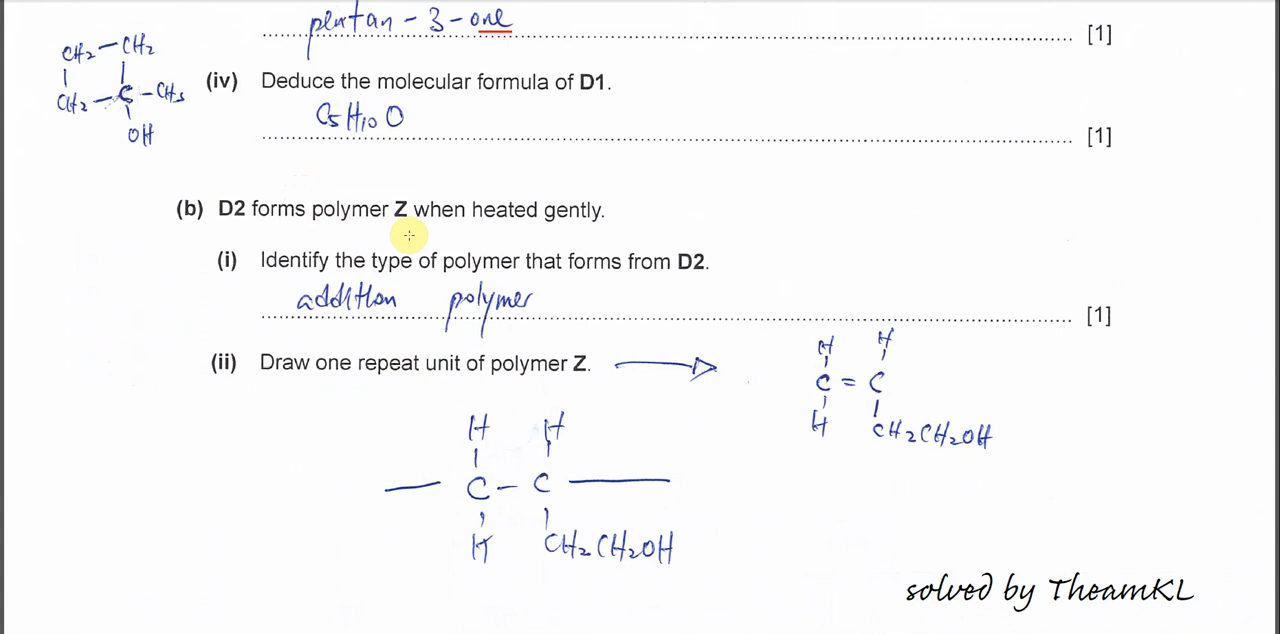 pentan - 3 - one
[1]
CH₂ — CH₂
CH₂ — C — CH₃
OH
(iv) Deduce the molecular formula of D1.
C₅H₁₀O
[1]
(b) D2 forms polymer Z when heated gently.
(i) Identify the type of polymer that forms from D2.
addition polymer
[1]
(ii) Draw one repeat unit of polymer Z.
H H
C = C
H CH₂CH₂OH
H H
— C – C —
H CH₂CH₂OH
solved by TheamKL